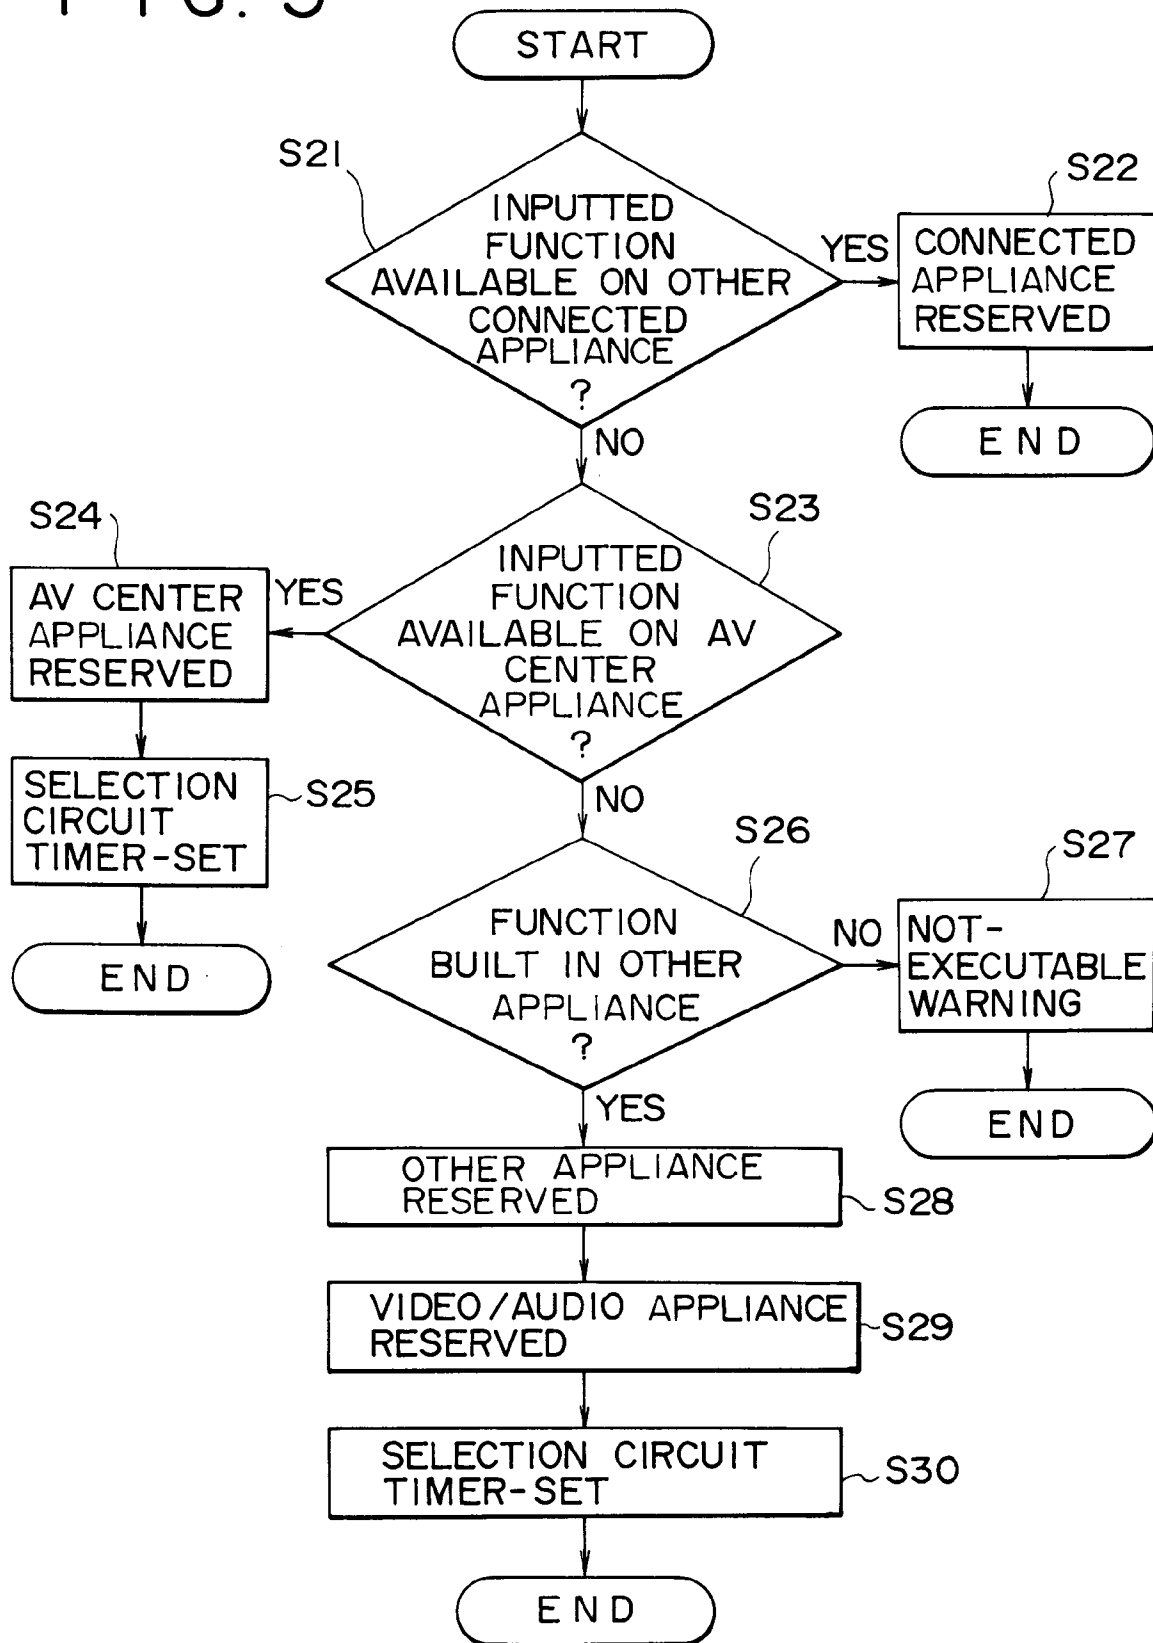 START
S21
INPUTTED
FUNCTION
AVAILABLE ON OTHER
CONNECTED
APPLIANCE
?
YES
S22
CONNECTED
APPLIANCE
RESERVED
END
NO
S23
INPUTTED
FUNCTION
AVAILABLE ON AV
CENTER
APPLIANCE
?
YES
S24
AV CENTER
APPLIANCE
RESERVED
SELECTION
CIRCUIT
TIMER-SET
S25
END
NO
S26
FUNCTION
BUILT IN OTHER
APPLIANCE
?
NO
S27
NOT-
EXECUTABLE
WARNING
END
YES
OTHER APPLIANCE
RESERVED
S28
VIDEO/AUDIO APPLIANCE
RESERVED
S29
SELECTION CIRCUIT
TIMER-SET
S30
END